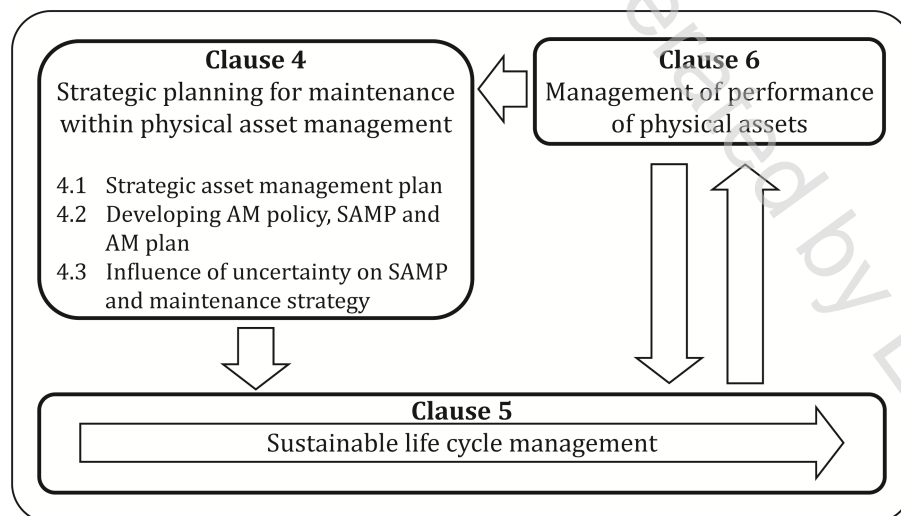 Clause 4
Strategic planning for maintenance
within physical asset management
4.1 Strategic asset management plan
4.2 Developing AM policy, SAMP and
AM plan
4.3 Influence of uncertainty on SAMP
and maintenance strategy
Clause 6
Management of performance
of physical assets
Clause 5
Sustainable life cycle management
by